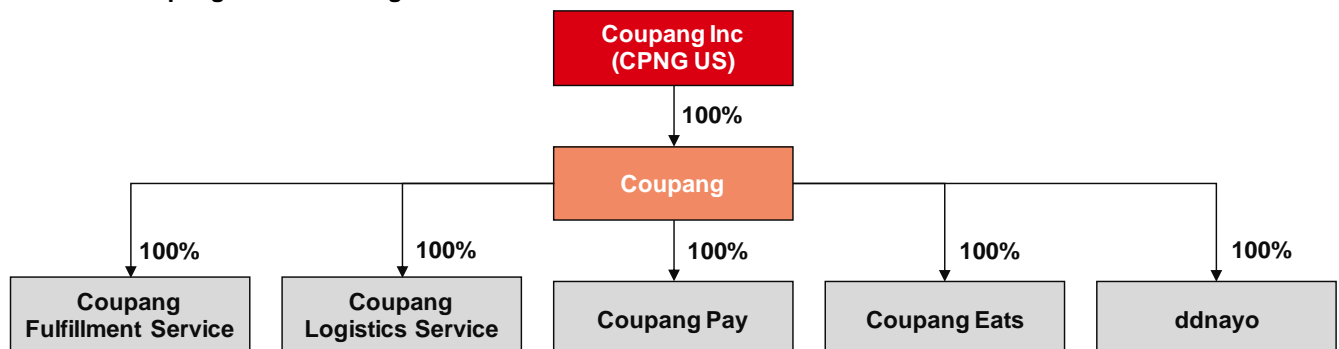 Coupang Inc
(CPNG US)
100%
Coupang
100%
100%
100%
100%
100%
Coupang
Fulfillment Service
Coupang
Logistics Service
Coupang Pay
Coupang Eats
ddnayo